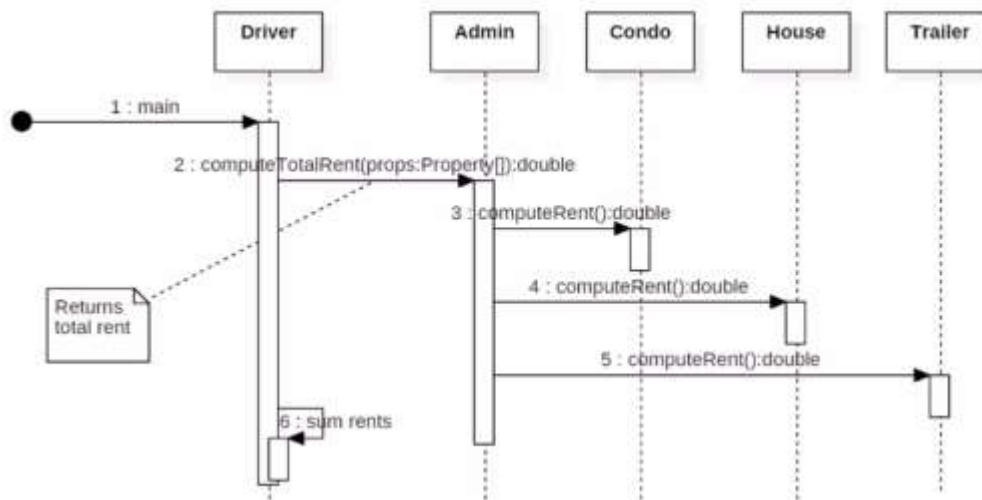 Driver
Admin
Condo
House
Trailer
1 : main
2 : computeTotalRent(props:Property[]):double
3 : computeRent():double
4 : computeRent():double
Returns
total rent
5 : computeRent():double
6 : sum rents